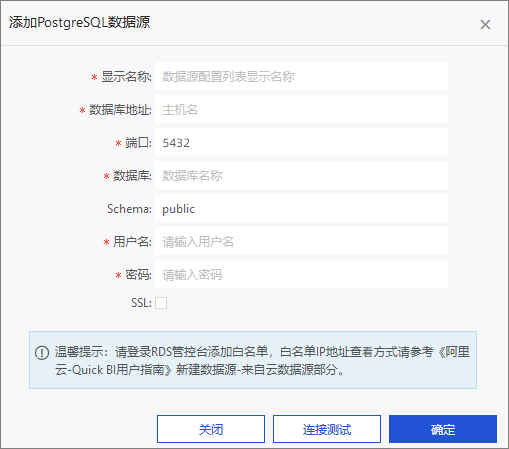 添加PostgreSQL数据源
* 显示名称: 数据源配置列表显示名称
* 数据库地址: 主机名
* 端口: 5432
* 数据库: 数据库名称
Schema: public
* 用户名: 请输入用户名
* 密码: 请输入密码
SSL:
温馨提示：请登录RDS管控台添加白名单，白名单IP地址查看方式请参考《阿里
云-Quick BI用户指南》新建数据源-来自云数据源部分。
关闭 连接测试 确定